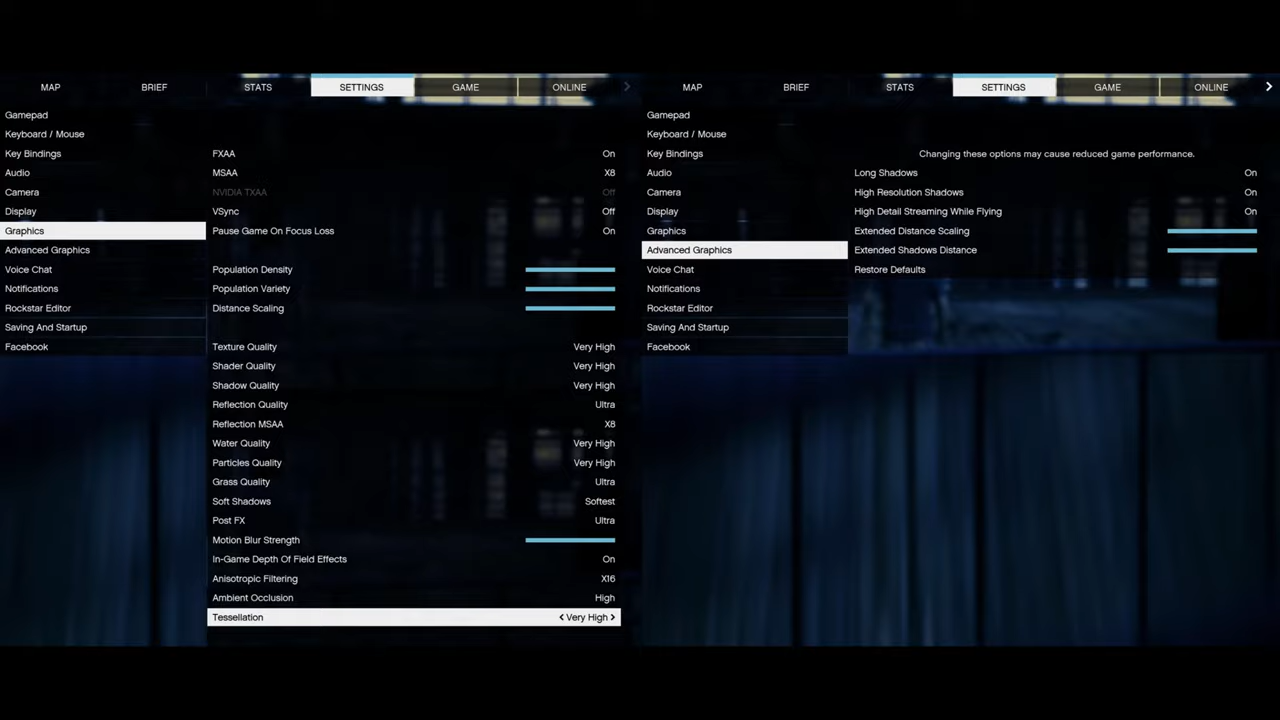 MAP BRIEF STATS SETTINGS GAME ONLINE
Gamepad
Keyboard / Mouse
Key Bindings
Audio
Camera
Display
Graphics
Advanced Graphics
Voice Chat
Notifications
Rockstar Editor
Saving And Startup
Facebook
FXAA On
MSAA X8
NVIDIA TXAA Off
VSync Off
Pause Game On Focus Loss On
Population Density
Population Variety
Distance Scaling
Texture Quality Very High
Shader Quality Very High
Shadow Quality Very High
Reflection Quality Ultra
Reflection MSAA X8
Water Quality Very High
Particles Quality Very High
Grass Quality Ultra
Soft Shadows Softest
Post FX Ultra
Motion Blur Strength
In-Game Depth Of Field Effects On
Anisotropic Filtering X16
Ambient Occlusion High
Tessellation Very High
MAP BRIEF STATS SETTINGS GAME ONLINE
Gamepad
Keyboard / Mouse
Key Bindings
Audio
Camera
Display
Graphics
Advanced Graphics
Voice Chat
Notifications
Rockstar Editor
Saving And Startup
Facebook
Changing these options may cause reduced game performance.
Long Shadows On
High Resolution Shadows On
High Detail Streaming While Flying On
Extended Distance Scaling
Extended Shadows Distance
Restore Defaults